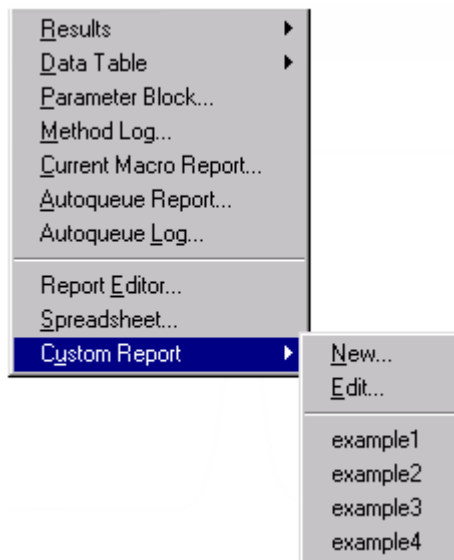 Results
Data Table
Parameter Block...
Method Log...
Current Macro Report...
Autoqueue Report...
Autoqueue Log...
Report Editor...
Spreadsheet...
Custom Report
New...
Edit...
example1
example2
example3
example4